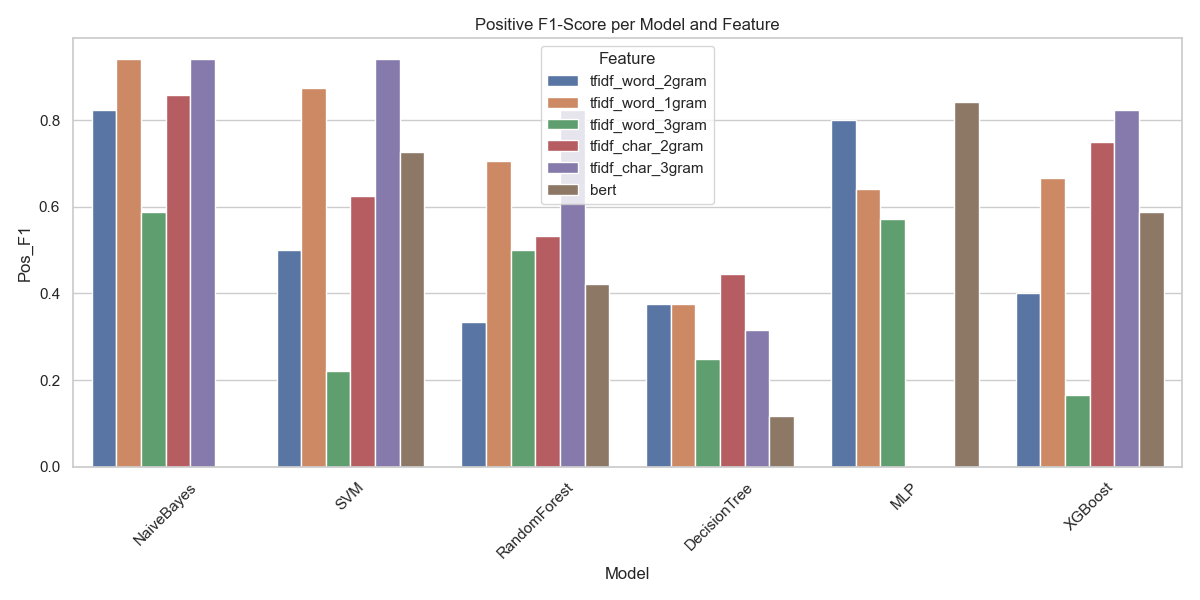 Positive F1-Score per Model and Feature
Feature
tfidf_word_2gram
tfidf_word_1gram
tfidf_word_3gram
tfidf_char_2gram
tfidf_char_3gram
bert
Pos_F1
0.8
0.6
0.4
0.2
0.0
NaiveBayes
SVM
RandomForest
DecisionTree
MLP
XGBoost
Model